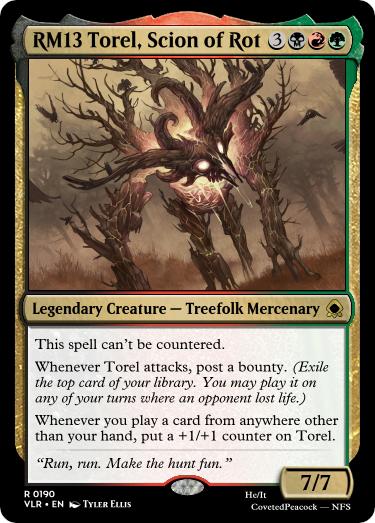 RM13 Torel, Scion of Rot 3
Legendary Creature — Treefolk Mercenary
This spell can't be countered.
Whenever Torel attacks, post a bounty. (Exile
the top card of your library. You may play it on
any of your turns where an opponent lost life.)
Whenever you play a card from anywhere other
than your hand, put a +1/+1 counter on Torel.
“Run, run. Make the hunt fun.”
7/7
R 0190
VLR • EN Tyler Ellis
He/It
CovetedPeacock — NFS